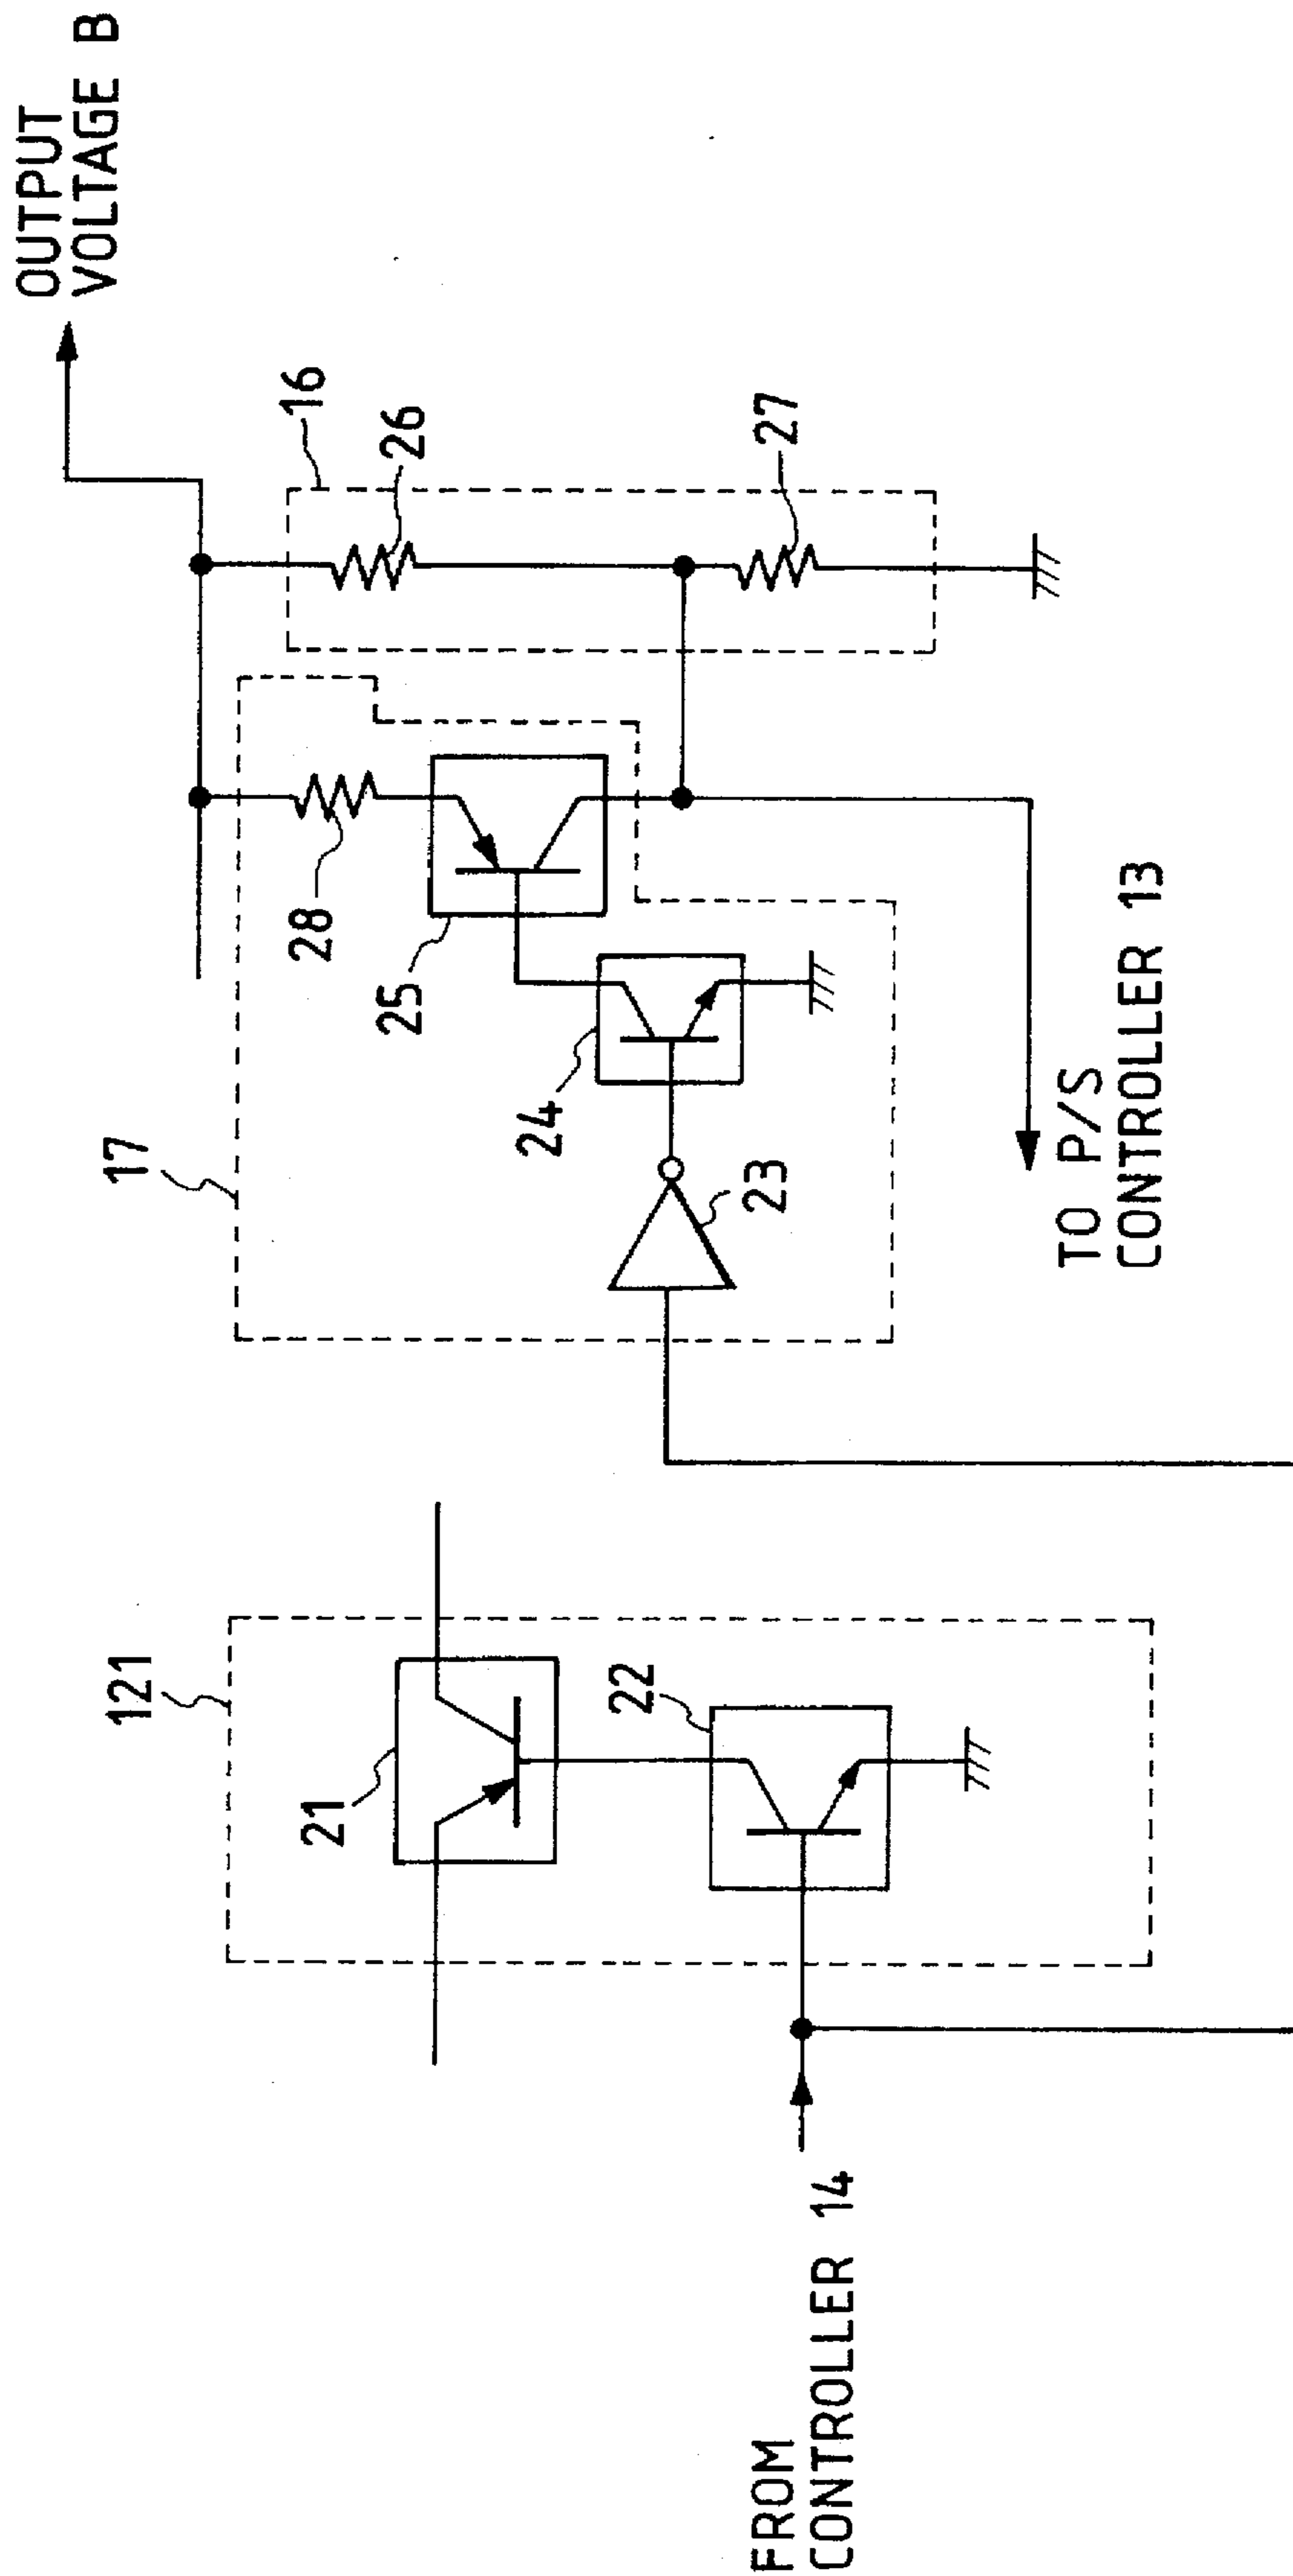 OUTPUT
VOLTAGE B
16
26
27
28
25
24
17
23
TO P/S
CONTROLLER 13
121
21
22
FROM
CONTROLLER 14